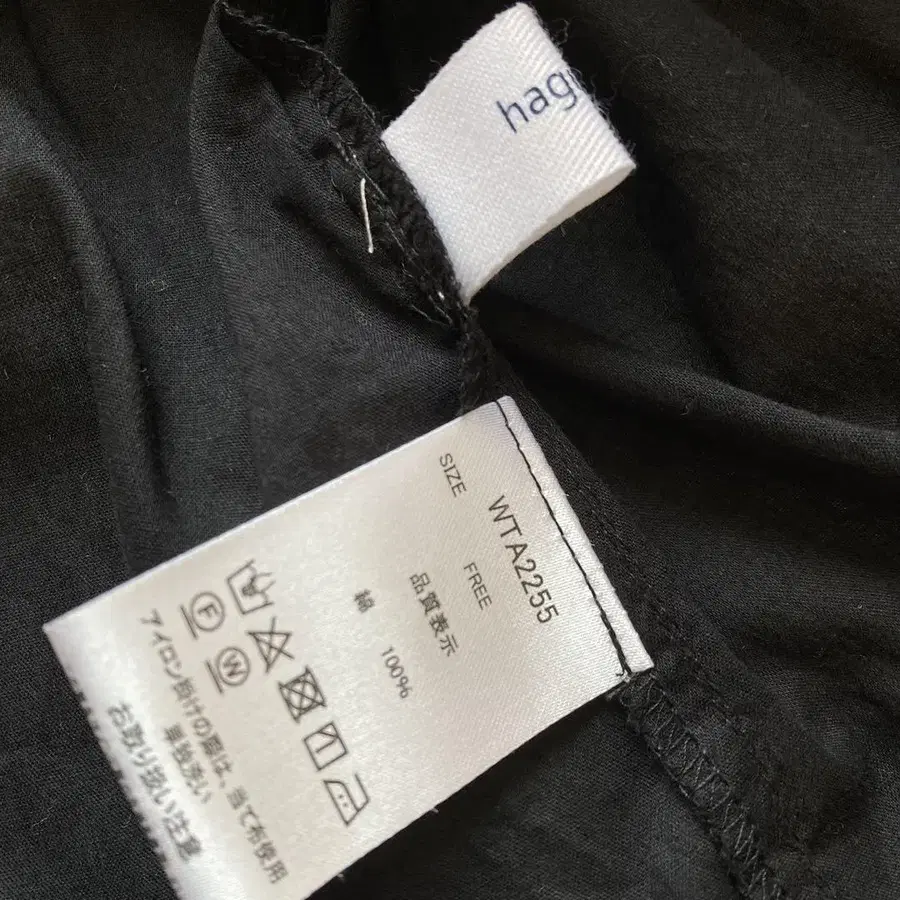 hag
WTA2255
SIZE FREE
品質表示
綿 100%
F
W
アイロン掛けの際は、当て布使用
単独洗い
お取り扱い注意